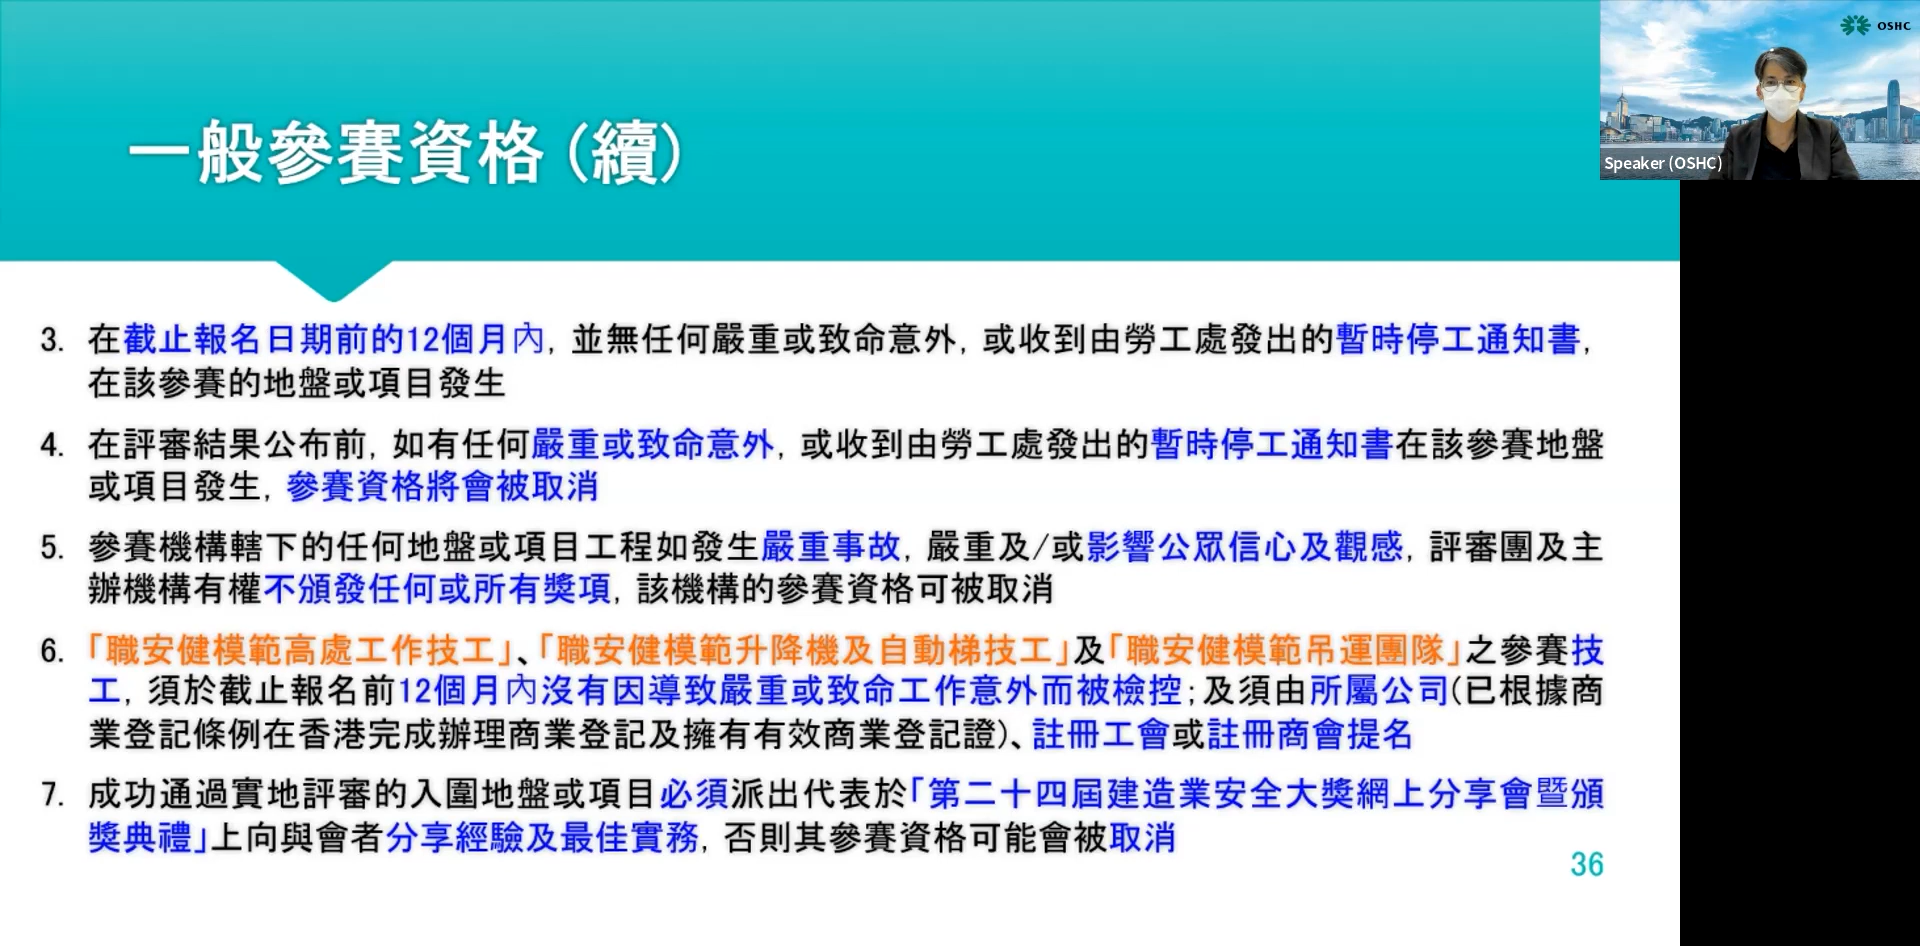 一般參賽資格 (續)
OSHC
Speaker (OSHC)
3. 在截止報名日期前的12個月內, 並無任何嚴重或致命意外, 或收到由勞工處發出的暫時停工通知書,
在該參賽的地盤或項目發生
4. 在評審結果公布前, 如有任何嚴重或致命意外, 或收到由勞工處發出的暫時停工通知書在該參賽地盤
或項目發生, 參賽資格將會被取消
5. 參賽機構轄下的任何地盤或項目工程如發生嚴重事故, 嚴重及/或影響公眾信心及觀感, 評審團及主
辦機構有權不頒發任何或所有獎項, 該機構的參賽資格可被取消
6. 「職安健模範高處工作技工」、「職安健模範升降機及自動梯技工」及「職安健模範吊運團隊」之參賽技
工, 須於截止報名前12個月內沒有因導致嚴重或致命工作意外而被檢控;及須由所屬公司(已根據商
業登記條例在香港完成辦理商業登記及擁有有效商業登記證)、註冊工會或註冊商會提名
7. 成功通過實地評審的入圍地盤或項目必須派出代表於「第二十四屆建造業安全大獎網上分享會暨頒
獎典禮」上向與會者分享經驗及最佳實務, 否則其參賽資格可能會被取消
36